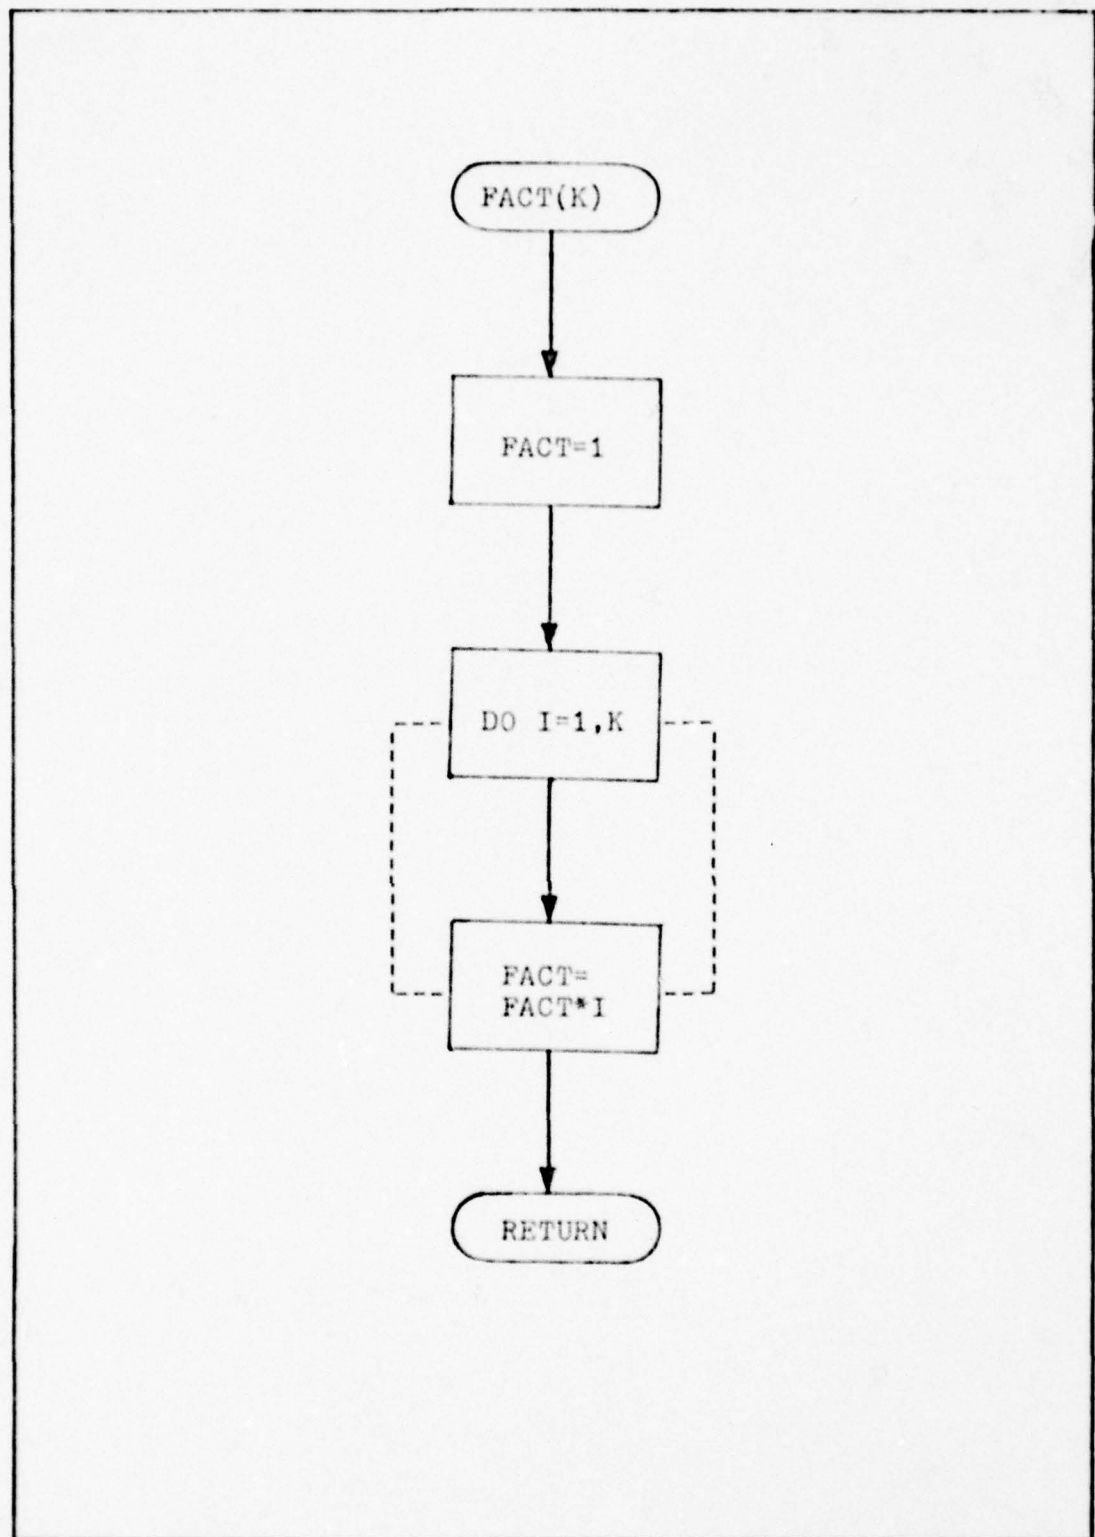 FACT(K)
FACT=1
DO I=1,K
FACT=
FACT*I
RETURN